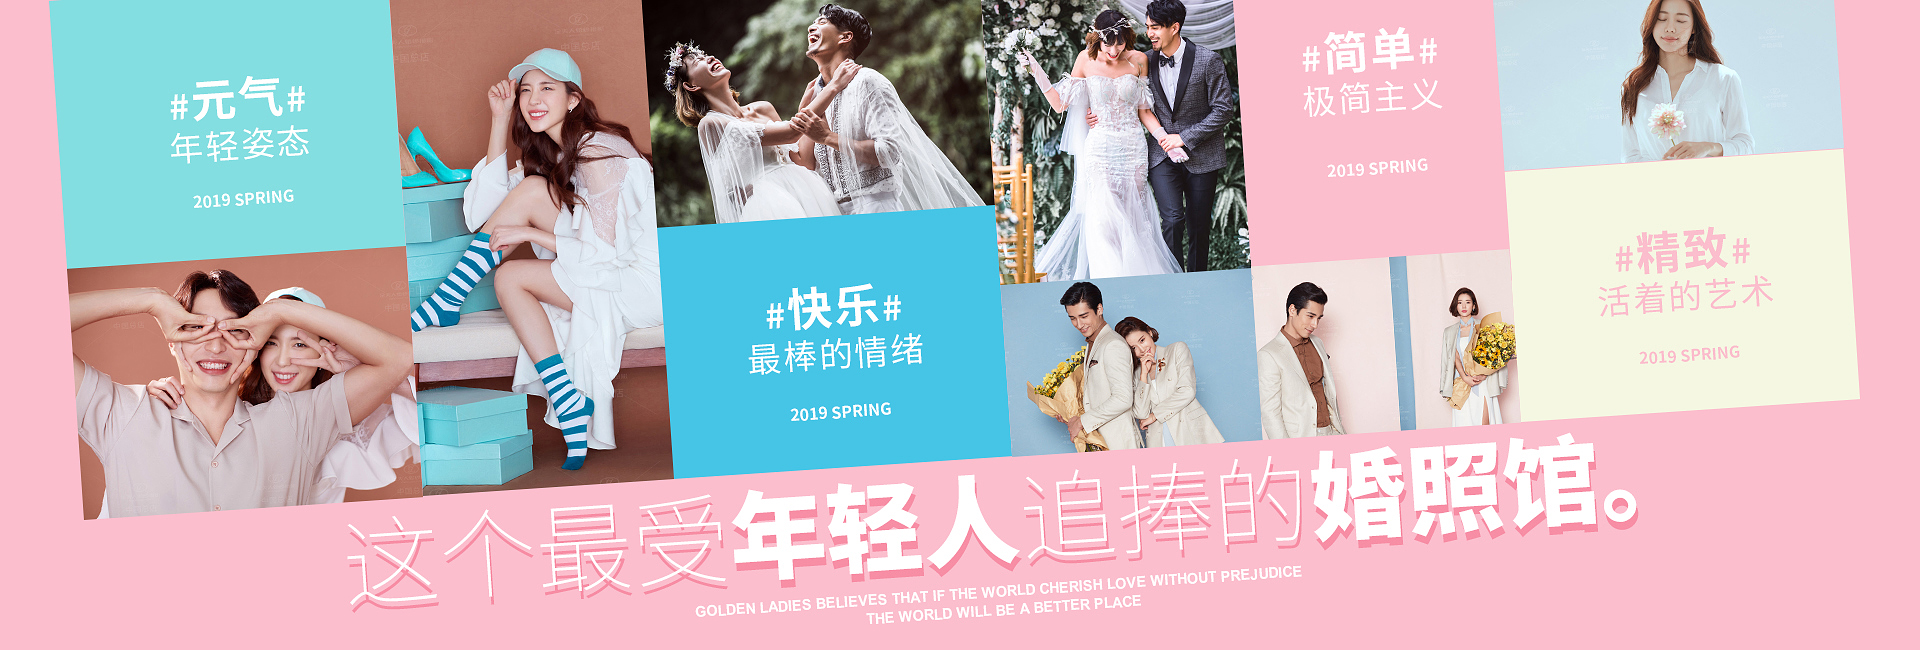 #元气#
年轻姿态
2019 SPRING
#快乐#
最棒的情绪
2019 SPRING
#简单#
极简主义
2019 SPRING
#精致#
活着的艺术
2019 SPRING
这个最受年轻人追捧的婚照馆。
GOLDEN LADIES BELIEVES THAT IF THE WORLD CHERISH LOVE WITHOUT PREJUDICE
THE WORLD WILL BE A BETTER PLACE